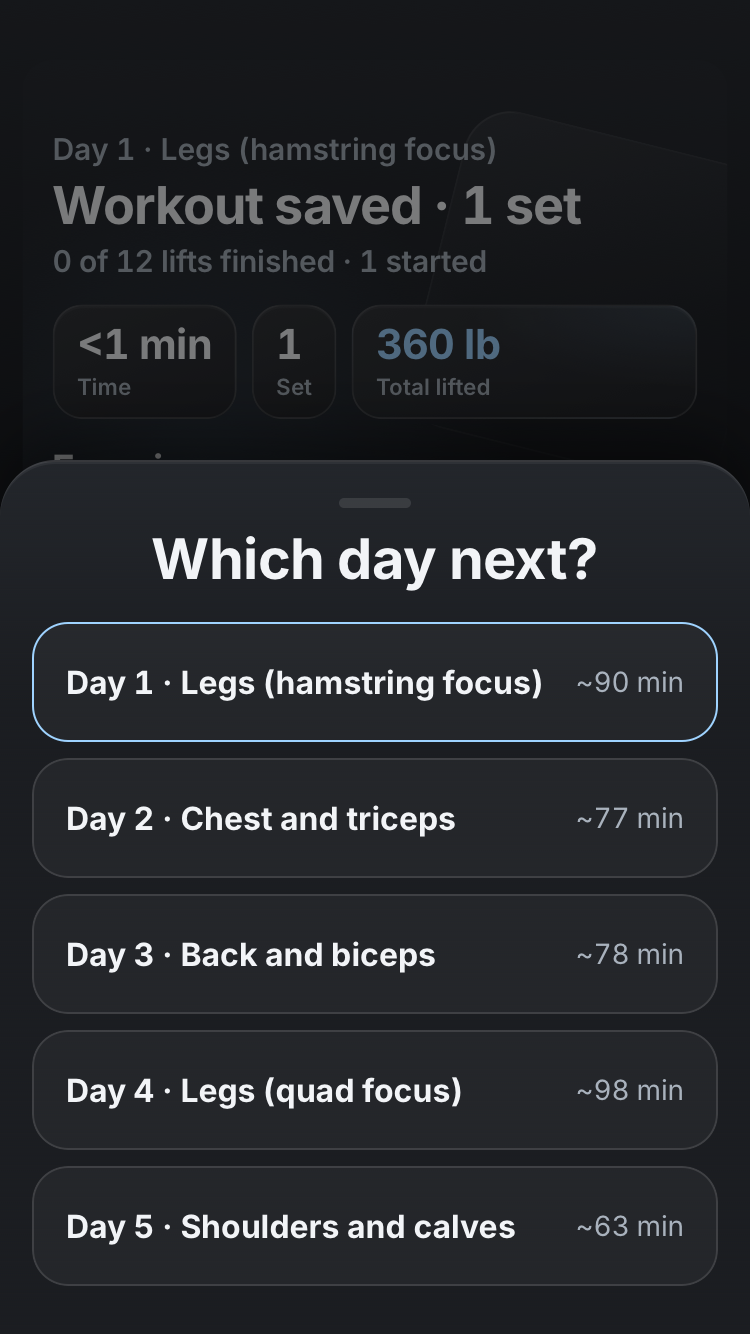 Day 1 · Legs (hamstring focus)
Workout saved · 1 set
0 of 12 lifts finished · 1 started
<1 min
Time
1
Set
360 lb
Total lifted
Which day next?
Day 1 · Legs (hamstring focus) ~90 min
Day 2 · Chest and triceps ~77 min
Day 3 · Back and biceps ~78 min
Day 4 · Legs (quad focus) ~98 min
Day 5 · Shoulders and calves ~63 min